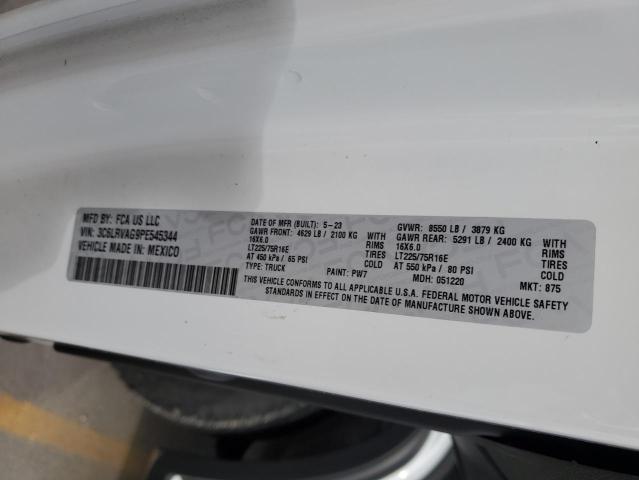 MFD BY: FCA US LLC
VIN: 3C6LRVAG9PE545344
VEHICLE MADE IN: MEXICO
DATE OF MFR (BUILT): 5-23
GAWR FRONT: 4629 LB / 2100 KG WITH
16X6.0 RIMS
LT225/75R16E TIRES
AT 450 kPa / 65 PSI COLD
TYPE: TRUCK PAINT: PW7
GVWR: 8550 LB / 3879 KG
GAWR REAR: 5291 LB / 2400 KG WITH
16X6.0 RIMS
LT225/75R16E TIRES
AT 550 kPa / 80 PSI COLD
MDH: 051220 MKT: 875
THIS VEHICLE CONFORMS TO ALL APPLICABLE U.S.A. FEDERAL MOTOR VEHICLE SAFETY
STANDARDS IN EFFECT ON THE DATE OF MANUFACTURE SHOWN ABOVE.